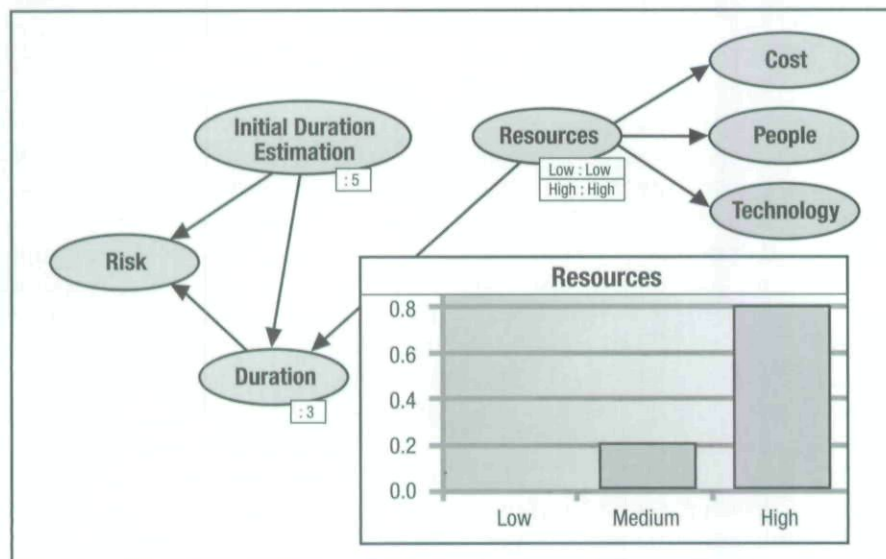 Cost
Initial Duration
Estimation
: 5
Resources
Low : Low
High : High
People
Technology
Risk
Duration
: 3
Resources
0.8
0.6
0.4
0.2
0.0
Low Medium High